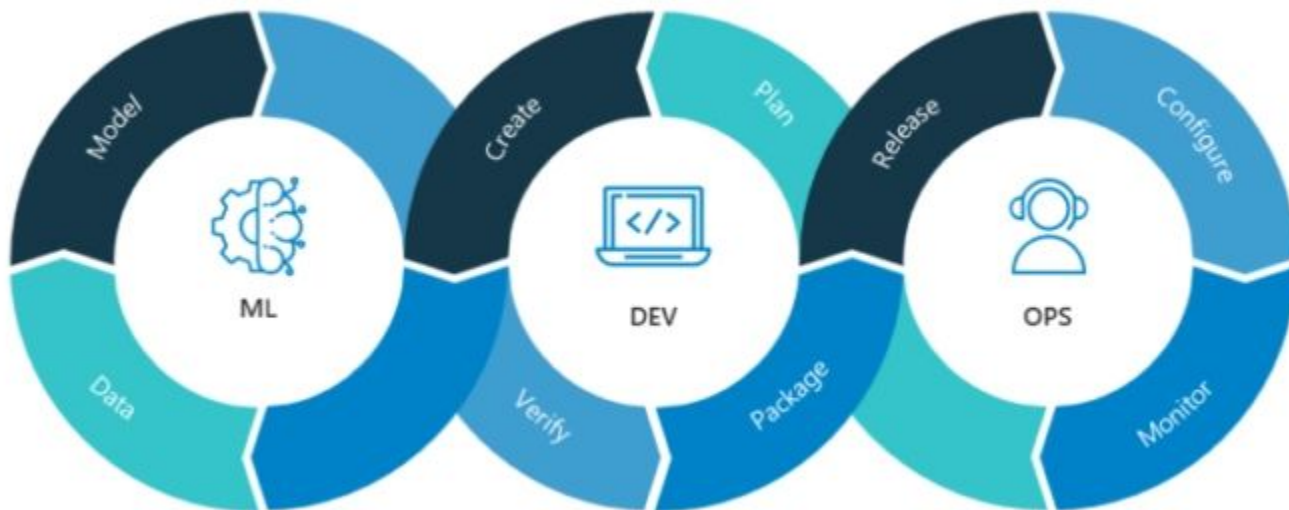 Model
Data
ML
Create
Plan
Verify
Package
DEV
Release
Configure
Monitor
OPS